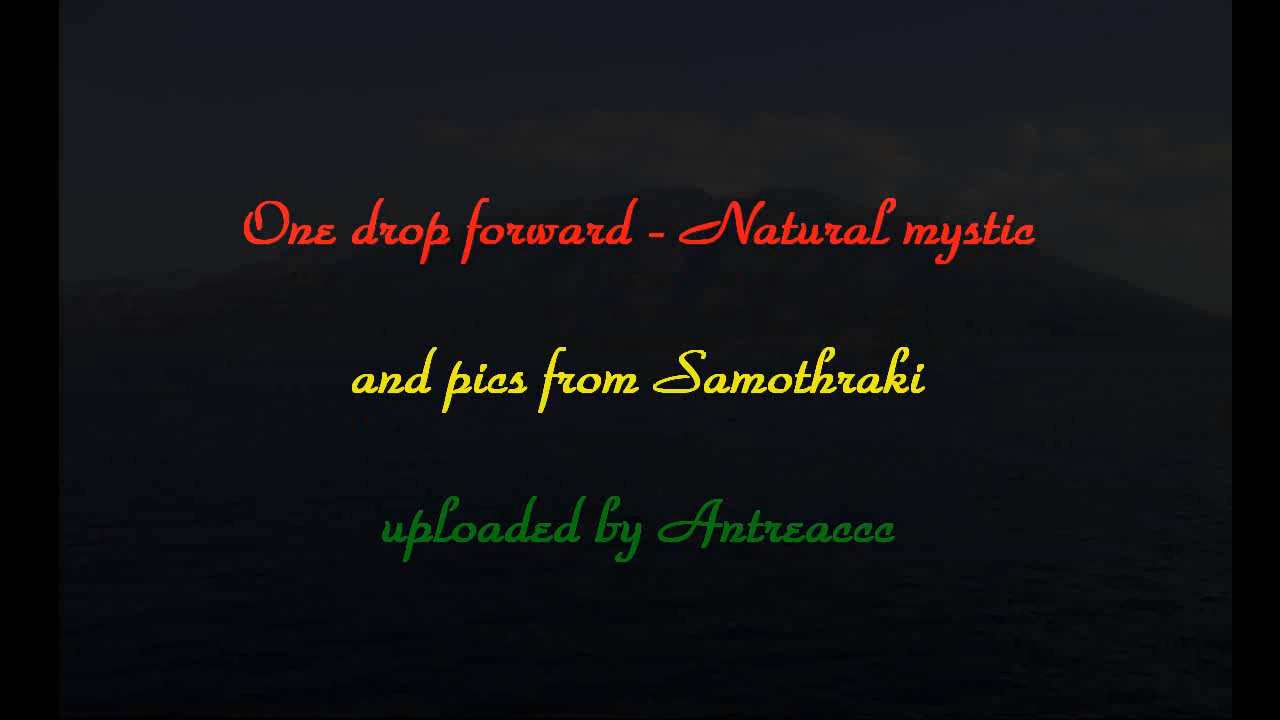 One drop forward - Natural mystic
and pics from Samothraki
uploaded by Antreaccc